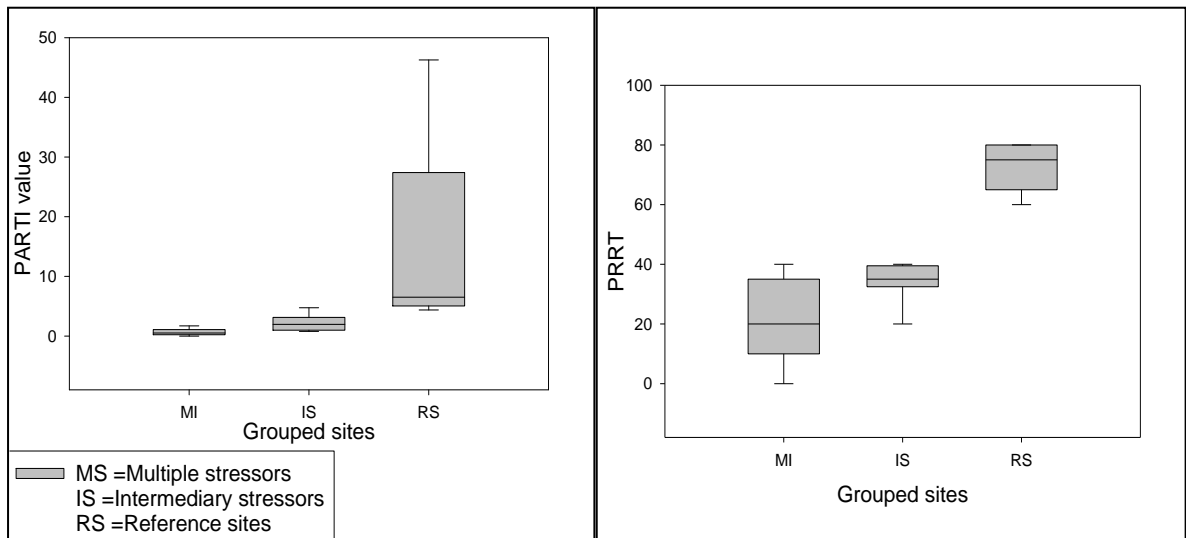 50
40
30
20
10
0
PARTI value
MI IS RS
Grouped sites
MS =Multiple stressors
IS =Intermediary stressors
RS =Reference sites
100
80
60
40
20
0
PRRT
MI IS RS
Grouped sites